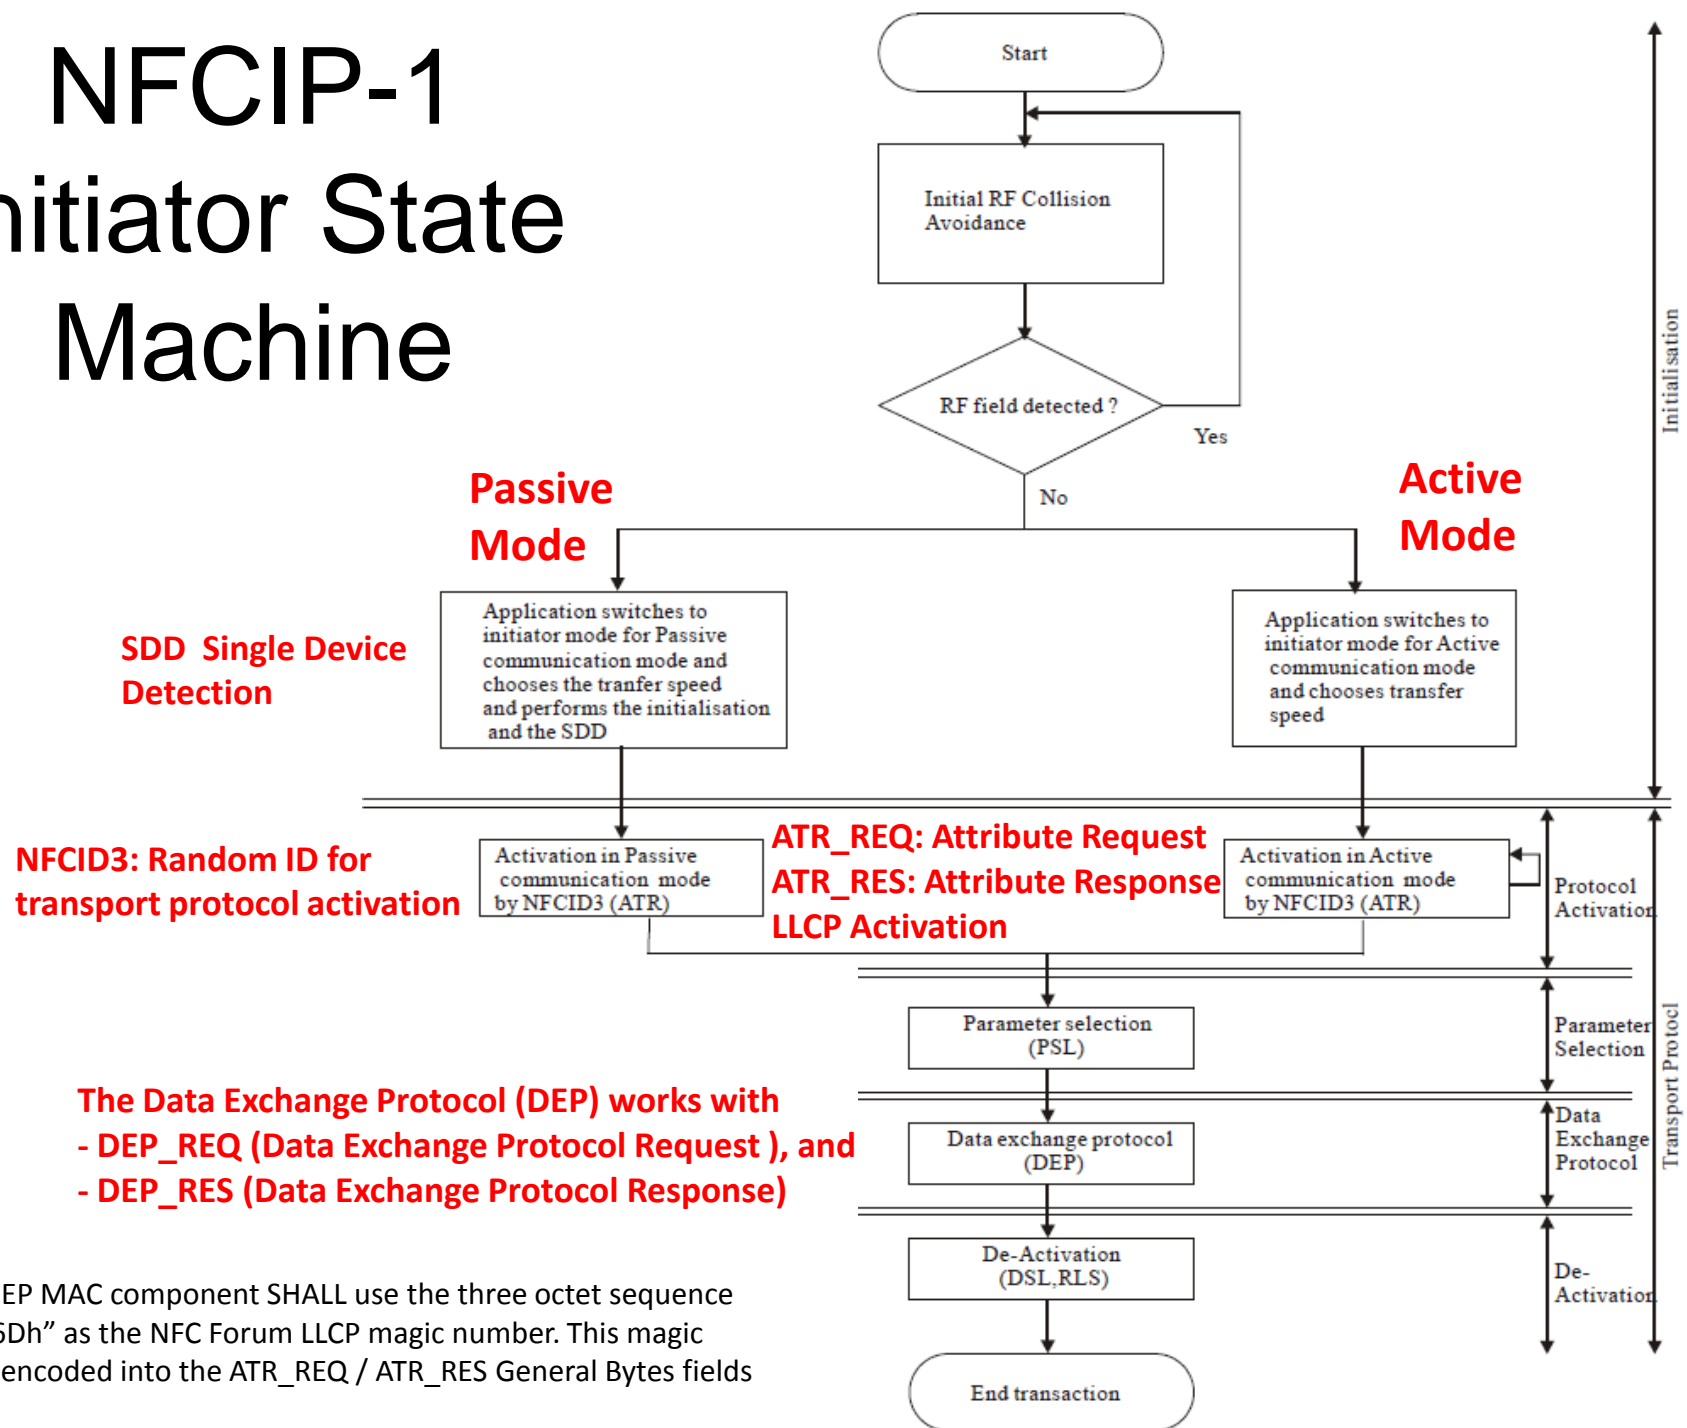 NFCIP-1
nitiator State
Machine
Start
Initial RF Collision
Avoidance
RF field detected ?
Yes
No
Initialisation
Passive
Mode
Active
Mode
SDD  Single Device
Detection
Application switches to
initiator mode for Passive
communication mode and
chooses the tranfer speed
and performs the initialisation
and the SDD
Application switches to
initiator mode for Active
communication mode
and chooses transfer
speed
NFCID3: Random ID for
transport protocol activation
Activation in Passive
communication mode
by NFCID3 (ATR)
ATR_REQ: Attribute Request
ATR_RES: Attribute Response
LLCP Activation
Activation in Active
communication mode
by NFCID3 (ATR)
Protocol
Activation
Parameter selection
(PSL)
Parameter
Selection
Transport Protocl
The Data Exchange Protocol (DEP) works with
- DEP_REQ (Data Exchange Protocol Request ), and
- DEP_RES (Data Exchange Protocol Response)
Data exchange protocol
(DEP)
Data
Exchange
Protocol
De-Activation
(DSL,RLS)
De-
Activation
EP MAC component SHALL use the three octet sequence
6Dh” as the NFC Forum LLCP magic number. This magic
encoded into the ATR_REQ / ATR_RES General Bytes fields
End transaction